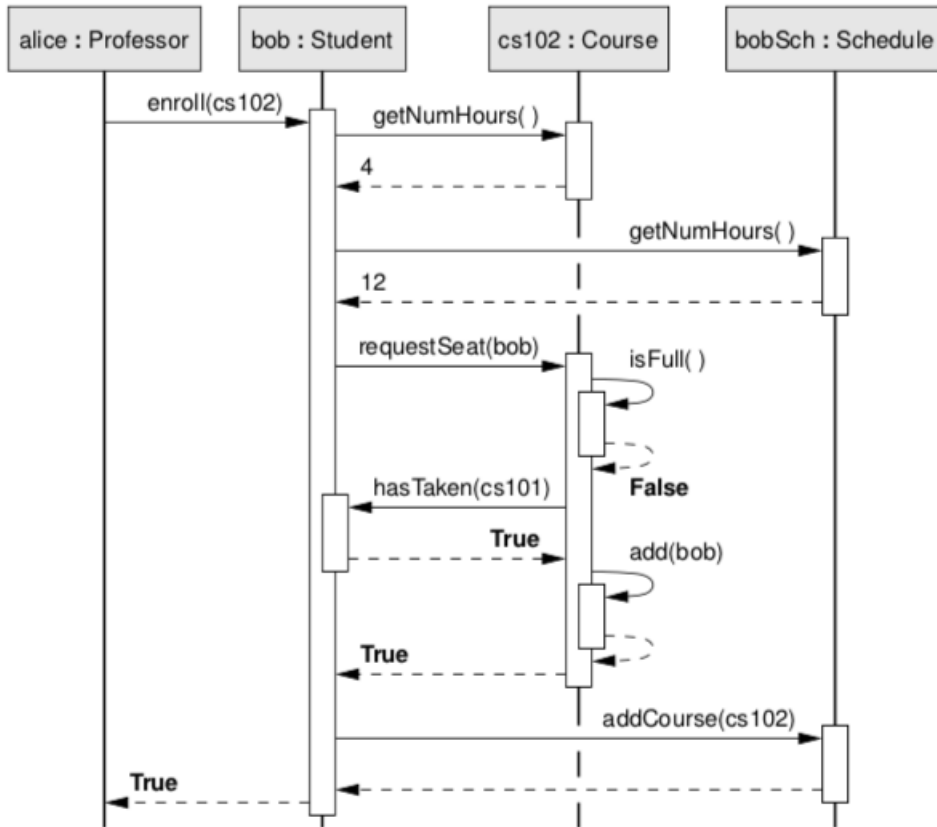 alice : Professor
bob : Student
cs102 : Course
bobSch : Schedule
enroll(cs102)
getNumHours( )
4
getNumHours( )
12
requestSeat(bob)
isFull( )
False
hasTaken(cs101)
True
add(bob)
True
addCourse(cs102)
True